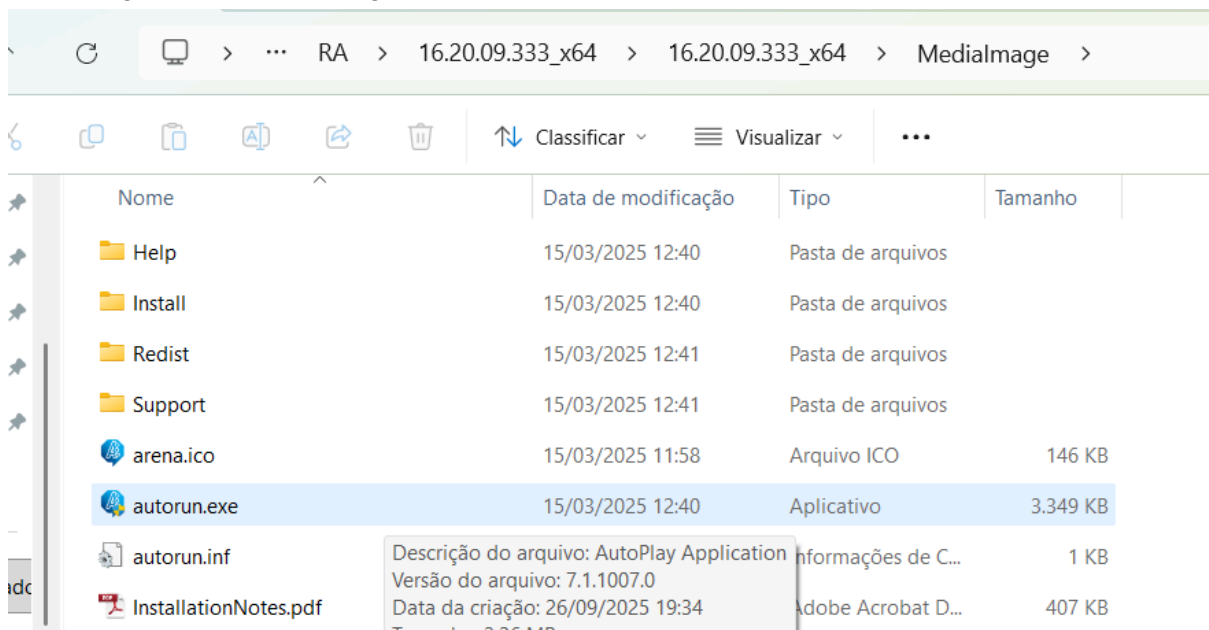 ··· RA > 16.20.09.333_x64 > 16.20.09.333_x64 > MediaImage >
Classificar Visualizar ···
Nome Data de modificação Tipo Tamanho
Help 15/03/2025 12:40 Pasta de arquivos
Install 15/03/2025 12:40 Pasta de arquivos
Redist 15/03/2025 12:41 Pasta de arquivos
Support 15/03/2025 12:41 Pasta de arquivos
arena.ico 15/03/2025 11:58 Arquivo ICO 146 KB
autorun.exe 15/03/2025 12:40 Aplicativo 3.349 KB
autorun.inf nformações de C... 1 KB
Descrição do arquivo: AutoPlay Application
Versão do arquivo: 7.1.1007.0
InstallationNotes.pdf Adobe Acrobat D... 407 KB
Data da criação: 26/09/2025 19:34